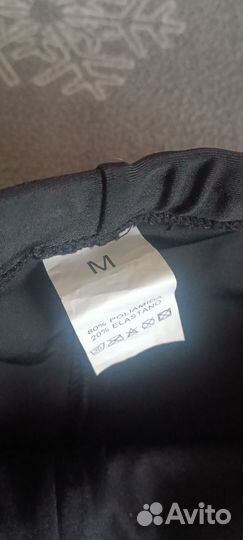 M
80% POLIAMIDA
20% ELASTANO
Avito